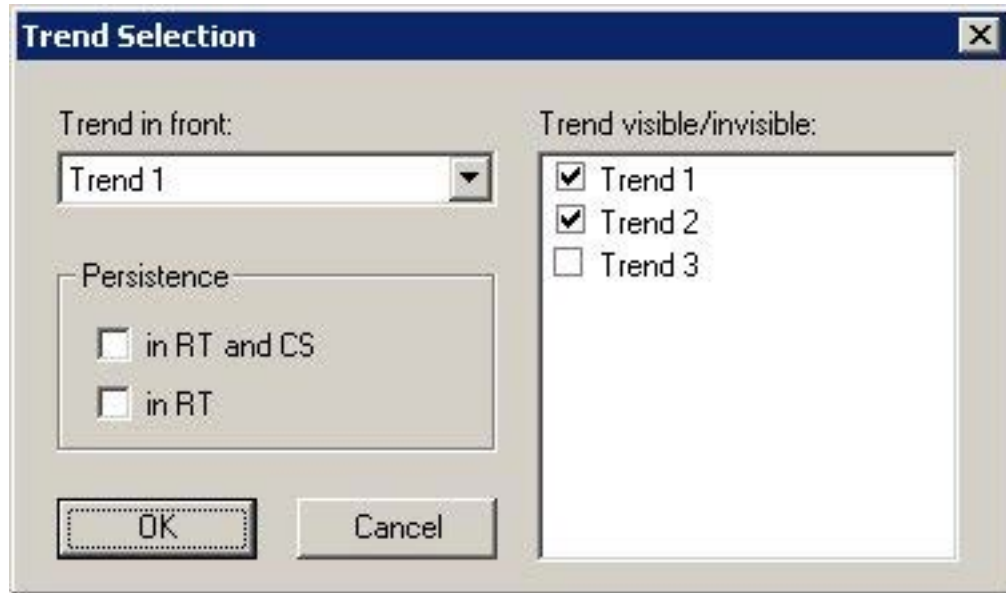 Trend Selection
Trend in front:
Trend 1
Persistence
in RT and CS
in RT
OK
Cancel
Trend visible/invisible:
Trend 1
Trend 2
Trend 3